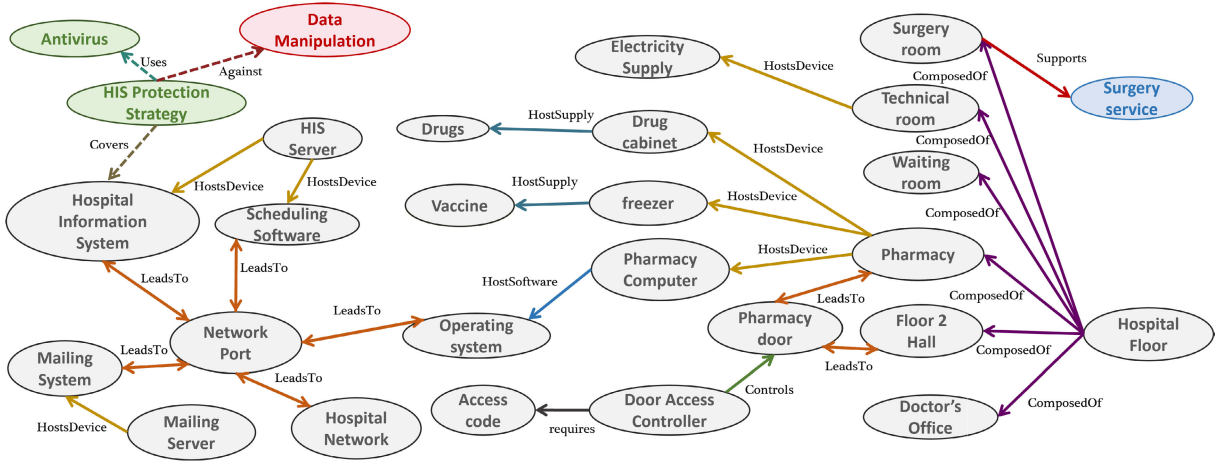 Antivirus
Data
Manipulation
Uses
Against
HIS Protection
Strategy
Covers
HIS
Server
HostsDevice
HostsDevice
Hospital
Information
System
Scheduling
Software
LeadsTo
LeadsTo
LeadsTo
Network
Port
LeadsTo
Mailing
System
LeadsTo
HostsDevice
Mailing
Server
Hospital
Network
Electricity
Supply
HostsDevice
Drugs
HostSupply
Drug
cabinet
HostsDevice
Vaccine
HostSupply
freezer
HostsDevice
Pharmacy
Computer
HostsDevice
HostSoftware
Operating
system
Pharmacy
LeadsTo
Pharmacy
door
LeadsTo
Floor 2
Hall
Controls
Access
code
requires
Door Access
Controller
Surgery
room
Supports
Surgery
service
ComposedOf
Technical
room
ComposedOf
Waiting
room
ComposedOf
ComposedOf
ComposedOf
Hospital
Floor
ComposedOf
Doctor's
Office